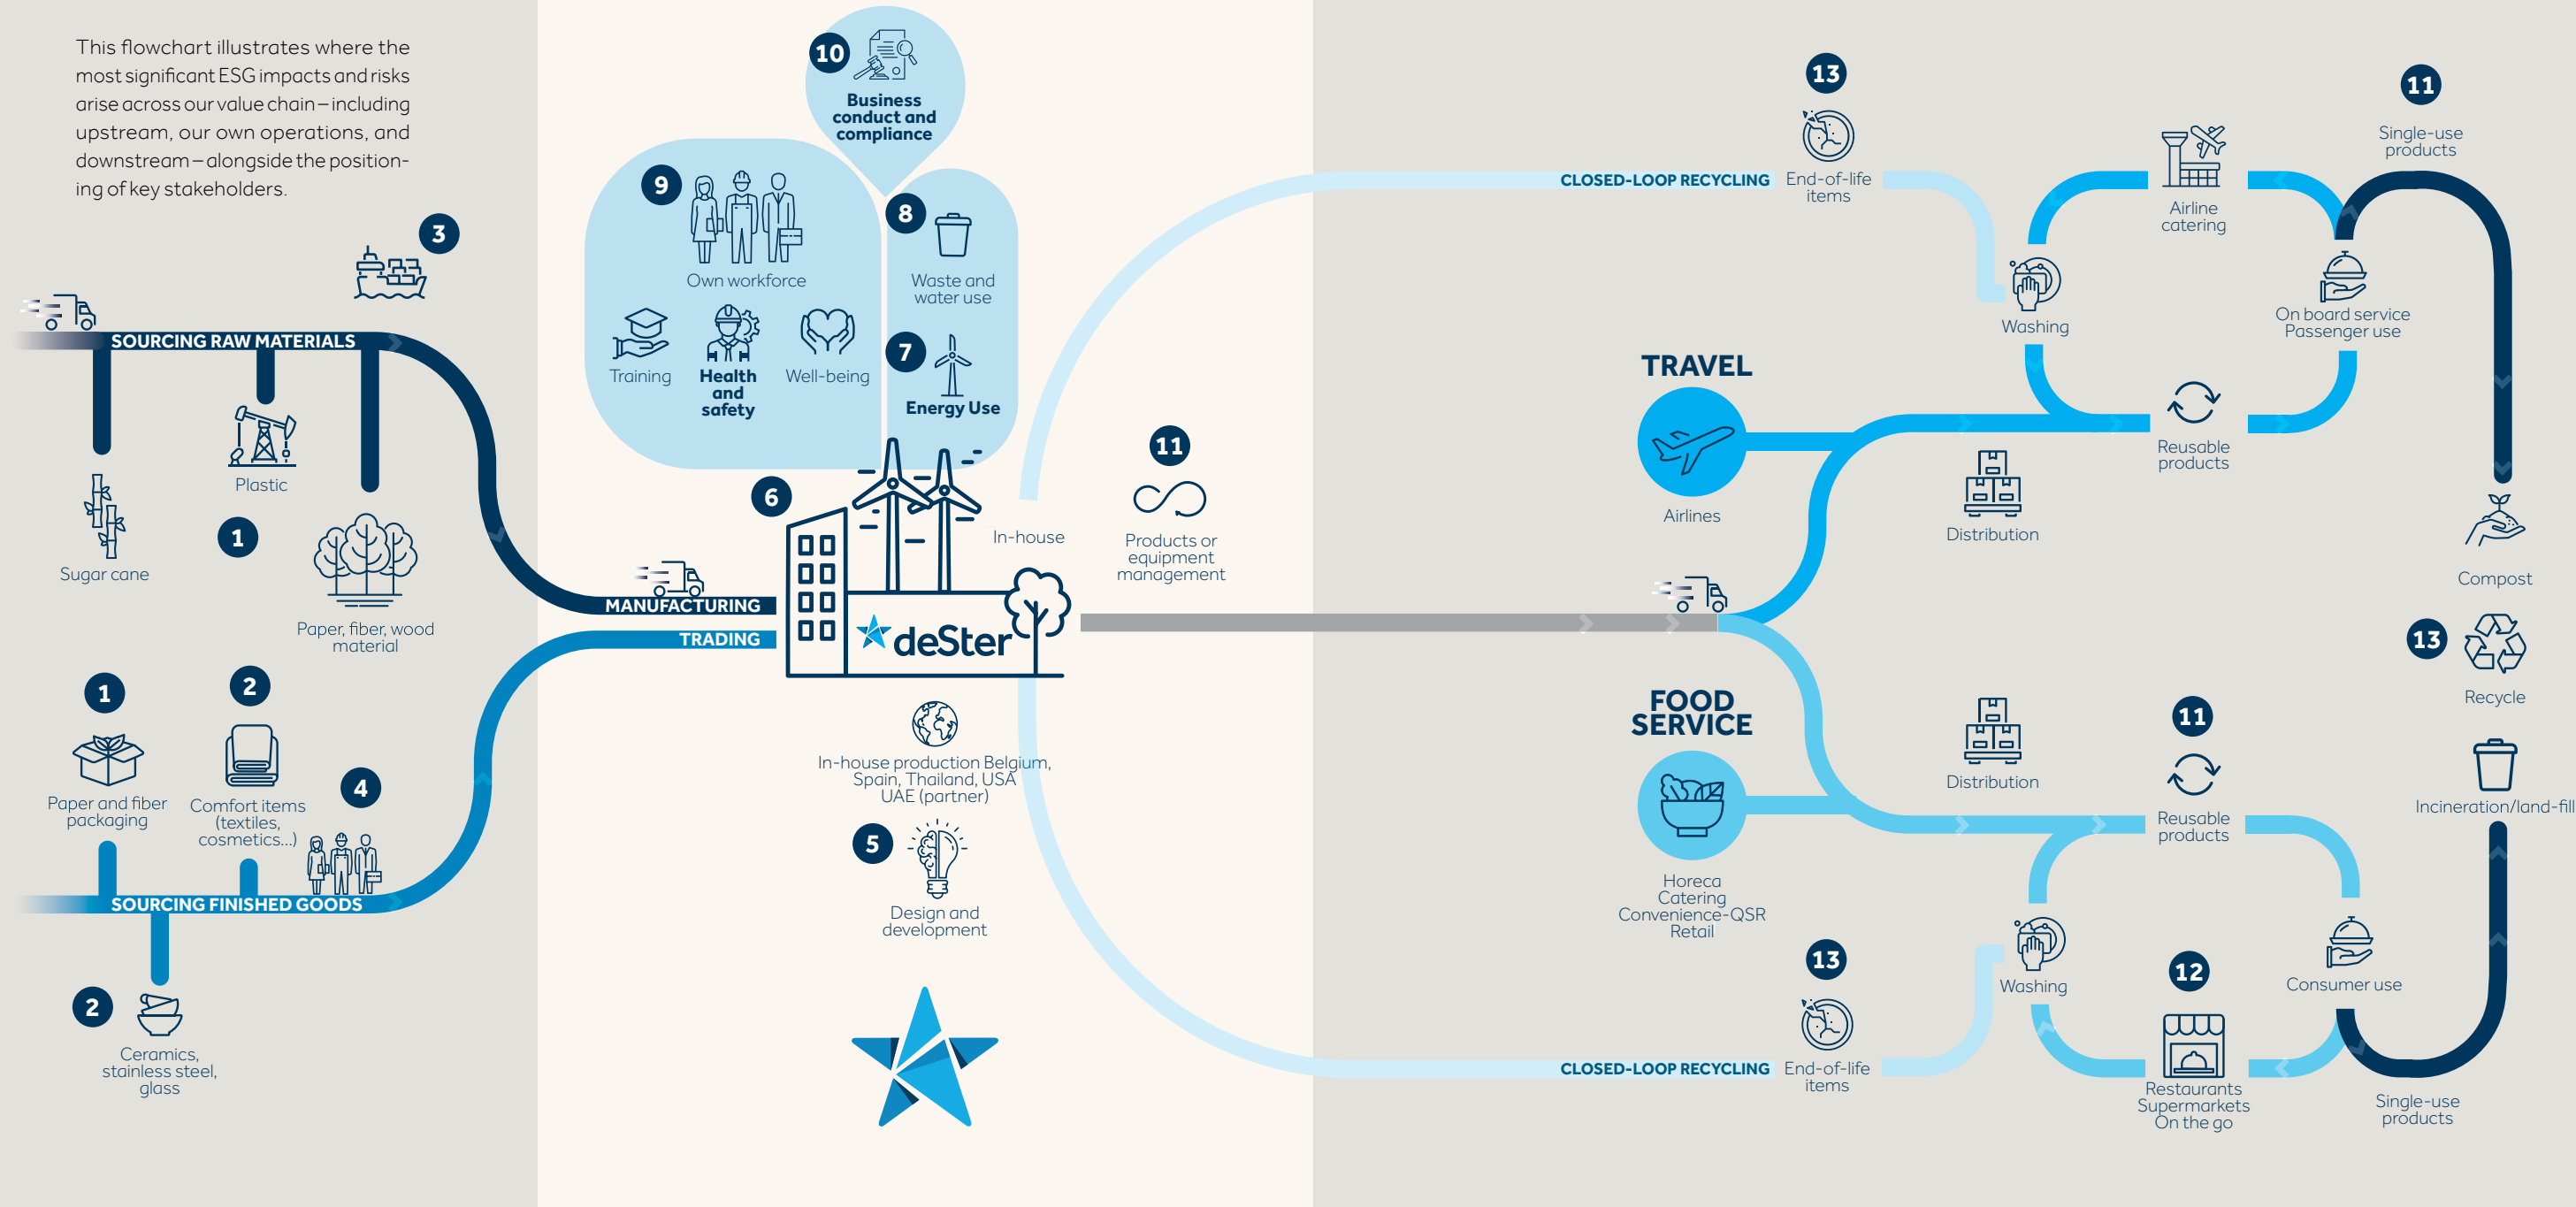 This flowchart illustrates where the
most significant ESG impacts and risks
arise across our value chain – including
upstream, our own operations, and
downstream – alongside the position-
ing of key stakeholders.
3
SOURCING RAW MATERIALS
Sugar cane
Plastic
1
Paper, fiber, wood
material
1
Paper and fiber
packaging
2
Comfort items
(textiles,
cosmetics...)
4
SOURCING FINISHED GOODS
2
Ceramics,
stainless steel,
glass
10
Business
conduct and
compliance
9
Own workforce
Training
Health
and
safety
Well-being
8
Waste and
water use
7
Energy Use
6
In-house
MANUFACTURING
TRADING
deSter
In-house production Belgium,
Spain, Thailand, USA
UAE (partner)
5
Design and
development
11
Products or
equipment
management
CLOSED-LOOP RECYCLING
13
End-of-life
items
Washing
Airline
catering
11
Single-use
products
On board service
Passenger use
TRAVEL
Airlines
Distribution
Reusable
products
Compost
13
Recycle
Incineration/land-fill
FOOD
SERVICE
Horeca
Catering
Convenience-QSR
Retail
Distribution
11
Reusable
products
Washing
12
Restaurants
Supermarkets
On the go
Consumer use
Single-use
products
13
CLOSED-LOOP RECYCLING
End-of-life
items